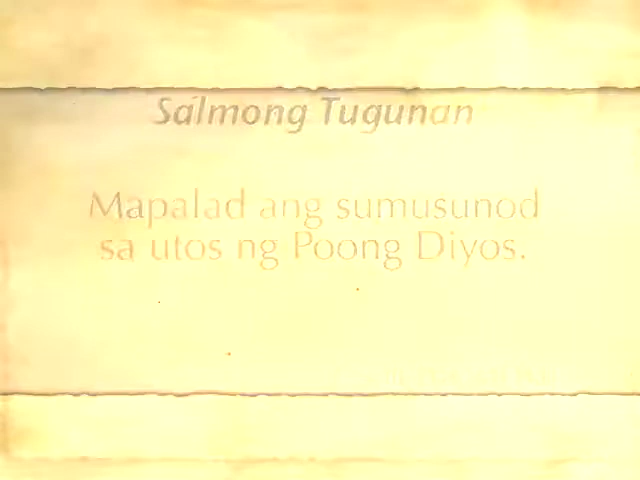 Salmong Tugunan
Mapalad ang sumusunod
sa utos ng Poong Diyos.